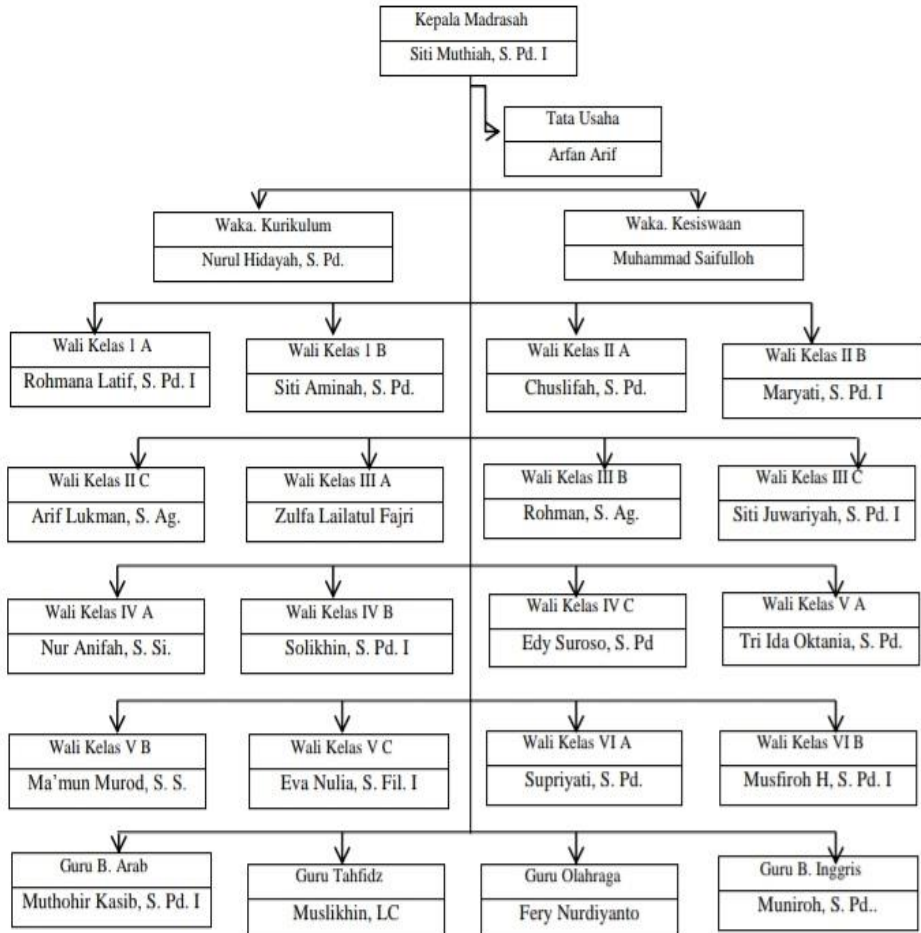 Kepala Madrasah
Siti Muthiah, S. Pd. I
Tata Usaha
Arfan Arif
Waka. Kurikulum
Nurul Hidayah, S. Pd.
Waka. Kesiswaan
Muhammad Saifulloh
Wali Kelas 1 A
Rohmana Latif, S. Pd. I
Wali Kelas 1 B
Siti Aminah, S. Pd.
Wali Kelas II A
Chuslifah, S. Pd.
Wali Kelas II B
Maryati, S. Pd. I
Wali Kelas II C
Arif Lukman, S. Ag.
Wali Kelas III A
Zulfa Lailatul Fajri
Wali Kelas III B
Rohman, S. Ag.
Wali Kelas III C
Siti Juwariyah, S. Pd. I
Wali Kelas IV A
Nur Anifah, S. Si.
Wali Kelas IV B
Solikhin, S. Pd. I
Wali Kelas IV C
Edy Suroso, S. Pd
Wali Kelas V A
Tri Ida Oktania, S. Pd.
Wali Kelas V B
Ma’mun Murod, S. S.
Wali Kelas V C
Eva Nulia, S. Fil. I
Wali Kelas VI A
Supriyati, S. Pd.
Wali Kelas VI B
Musfiroh H, S. Pd. I
Guru B. Arab
Muthohir Kasib, S. Pd. I
Guru Tahfidz
Muslikhin, LC
Guru Olahraga
Fery Nurdiyanto
Guru B. Inggris
Muniroh, S. Pd..